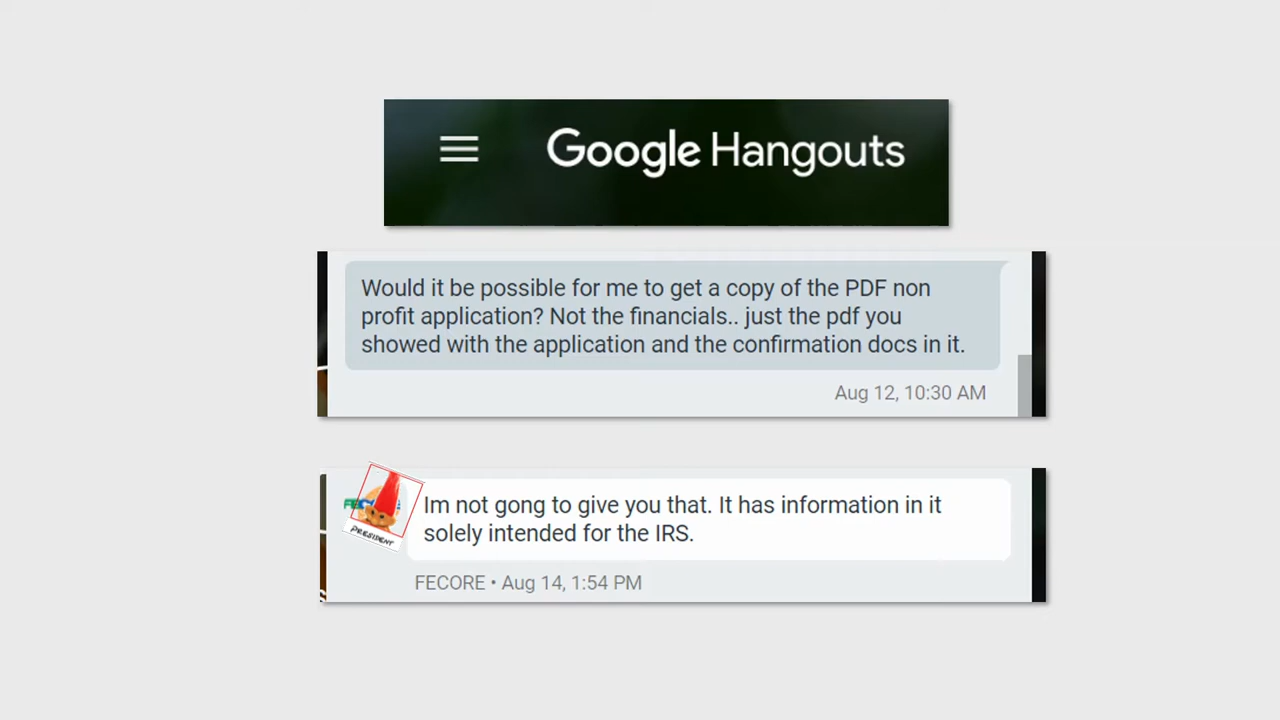 Google Hangouts
Would it be possible for me to get a copy of the PDF non
profit application? Not the financials.. just the pdf you
showed with the application and the confirmation docs in it.
Aug 12, 10:30 AM
Im not gong to give you that. It has information in it
solely intended for the IRS.
PRESIDENT
FECORE • Aug 14, 1:54 PM